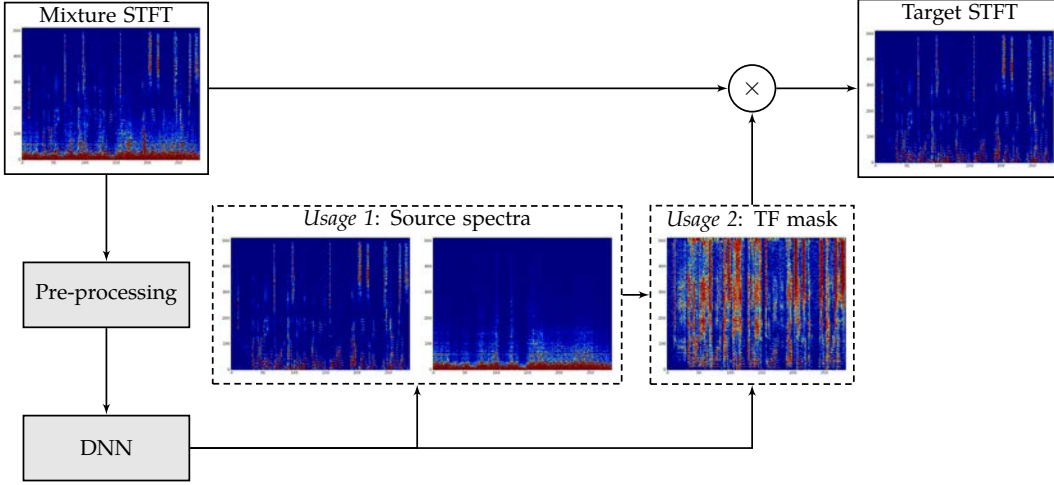 Mixture STFT
Target STFT
×
Usage 1: Source spectra
Usage 2: TF mask
Pre-processing
DNN